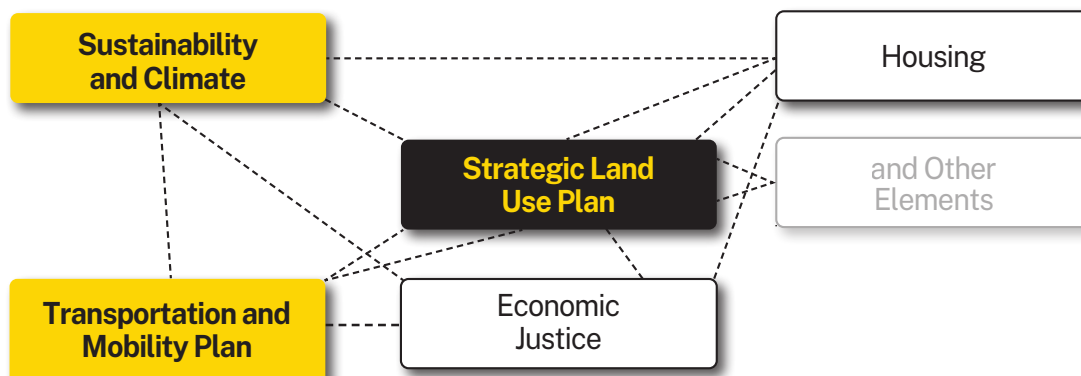 Sustainability
and Climate
Housing
Strategic Land
Use Plan
and Other
Elements
Transportation and
Mobility Plan
Economic
Justice